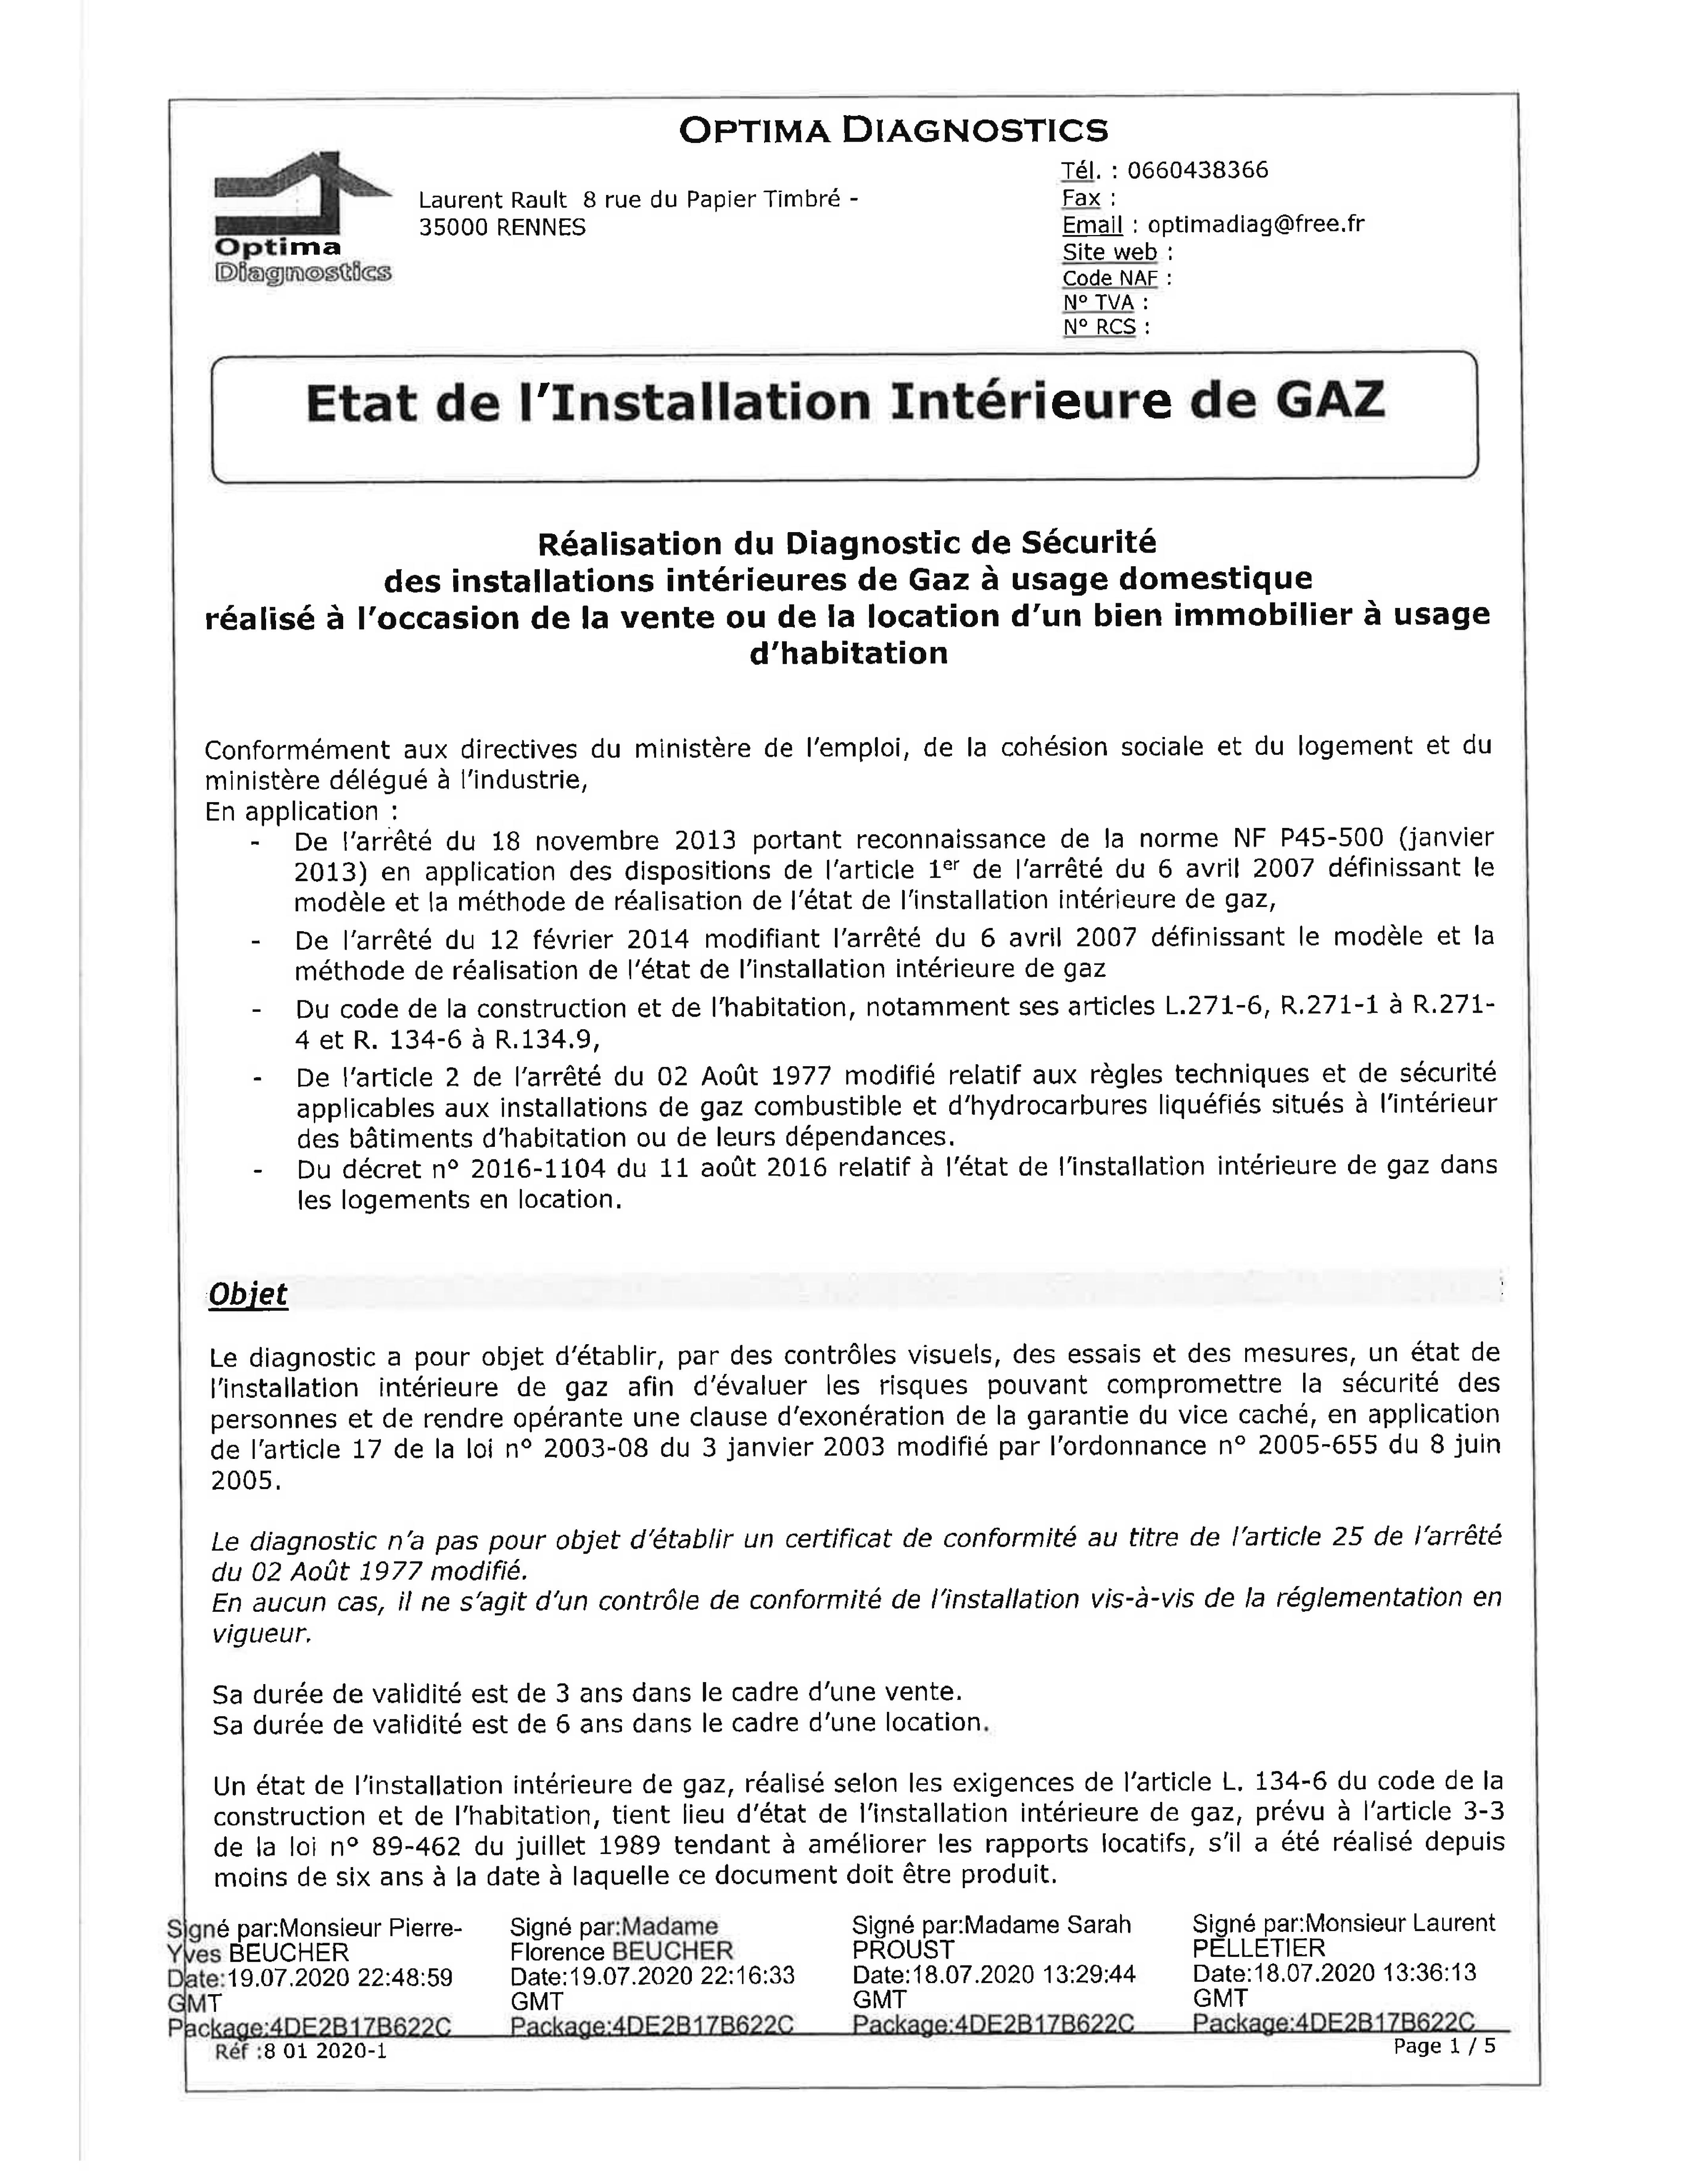 OPTIMA DIAGNOSTICS
Optima
Diagnostics
Laurent Rault 8 rue du Papier Timbré -
35000 RENNES
Tél. : 0660438366
Fax :
Email : optimadiag@free.fr
Site web :
Code NAF :
N° TVA :
N° RCS :
Etat de l'Installation Intérieure de GAZ
Réalisation du Diagnostic de Sécurité
des installations intérieures de Gaz à usage domestique
réalisé à l'occasion de la vente ou de la location d'un bien immobilier à usage
d'habitation
Conformément aux directives du ministère de l'emploi, de la cohésion sociale et du logement et du
ministère délégué à l'industrie,
En application :
- De l'arrêté du 18 novembre 2013 portant reconnaissance de la norme NF P45-500 (janvier
2013) en application des dispositions de l'article 1er de l'arrêté du 6 avril 2007 définissant le
modèle et la méthode de réalisation de l'état de l'installation intérieure de gaz,
- De l'arrêté du 12 février 2014 modifiant l'arrêté du 6 avril 2007 définissant le modèle et la
méthode de réalisation de l'état de l'installation intérieure de gaz
- Du code de la construction et de l'habitation, notamment ses articles L.271-6, R.271-1 à R.271-
4 et R. 134-6 à R.134.9,
- De l'article 2 de l'arrêté du 02 Août 1977 modifié relatif aux règles techniques et de sécurité
applicables aux installations de gaz combustible et d'hydrocarbures liquéfiés situés à l'intérieur
des bâtiments d'habitation ou de leurs dépendances.
- Du décret n° 2016-1104 du 11 août 2016 relatif à l'état de l'installation intérieure de gaz dans
les logements en location.
Objet
Le diagnostic a pour objet d'établir, par des contrôles visuels, des essais et des mesures, un état de
l'installation intérieure de gaz afin d'évaluer les risques pouvant compromettre la sécurité des
personnes et de rendre opérante une clause d'exonération de la garantie du vice caché, en application
de l'article 17 de la loi n° 2003-08 du 3 janvier 2003 modifié par l'ordonnance n° 2005-655 du 8 juin
2005.
Le diagnostic n'a pas pour objet d'établir un certificat de conformité au titre de l'article 25 de l'arrêté
du 02 Août 1977 modifié.
En aucun cas, il ne s'agit d'un contrôle de conformité de l'installation vis-à-vis de la réglementation en
vigueur.
Sa durée de validité est de 3 ans dans le cadre d'une vente.
Sa durée de validité est de 6 ans dans le cadre d'une location.
Un état de l'installation intérieure de gaz, réalisé selon les exigences de l'article L. 134-6 du code de la
construction et de l'habitation, tient lieu d'état de l'installation intérieure de gaz, prévu à l'article 3-3
de la loi n° 89-462 du juillet 1989 tendant à améliorer les rapports locatifs, s'il a été réalisé depuis
moins de six ans à la date à laquelle ce document doit être produit.
Signé par:Monsieur Pierre-
Yves BEUCHER
Date:19.07.2020 22:48:59
GMT
Package:4DE2B17B622C
Signé par:Madame
Florence BEUCHER
Date:19.07.2020 22:16:33
GMT
Package:4DE2B17B622C
Signé par:Madame Sarah
PROUST
Date:18.07.2020 13:29:44
GMT
Package:4DE2B17B622C
Signé par:Monsieur Laurent
PELLETIER
Date:18.07.2020 13:36:13
GMT
Package:4DE2B17B622C
Réf :8 01 2020-1
Page 1 / 5